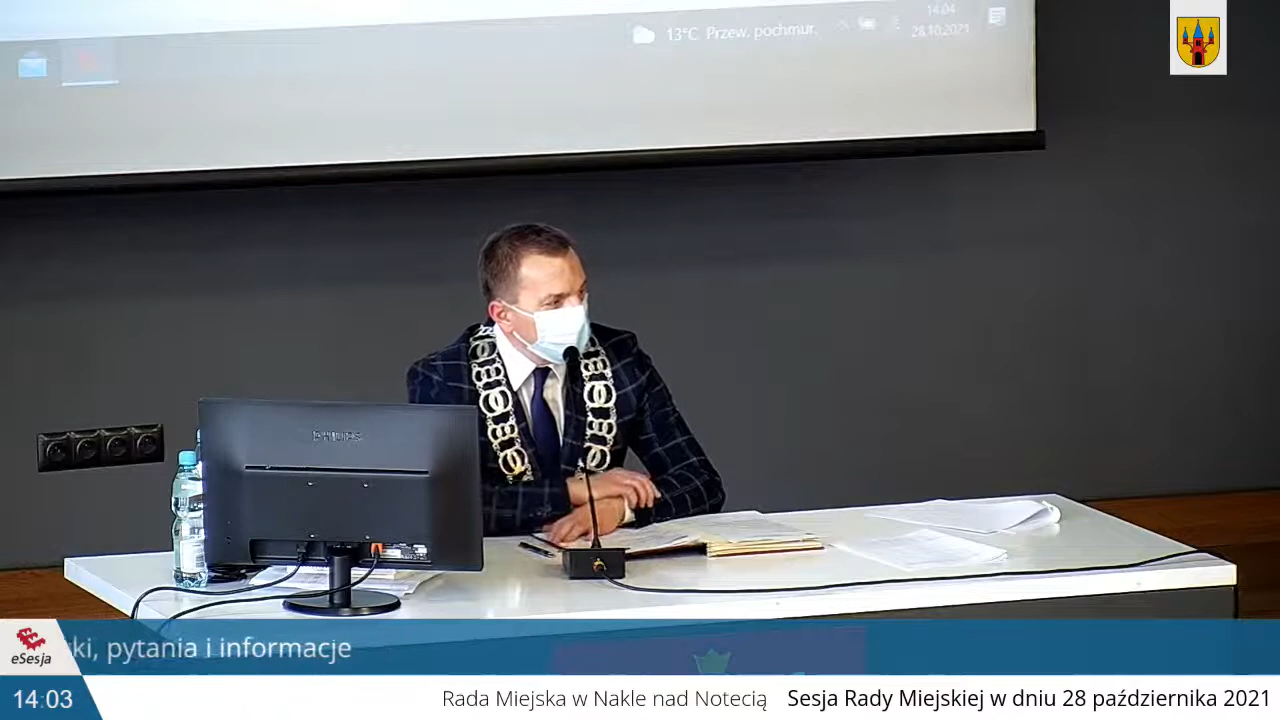 13°C Przew. pochmur. 14:04
28.10.2021
PHILIPS
ki, pytania i informacje
eSesja
14:03 Rada Miejska w Nakle nad Notecią Sesja Rady Miejskiej w dniu 28 października 2021